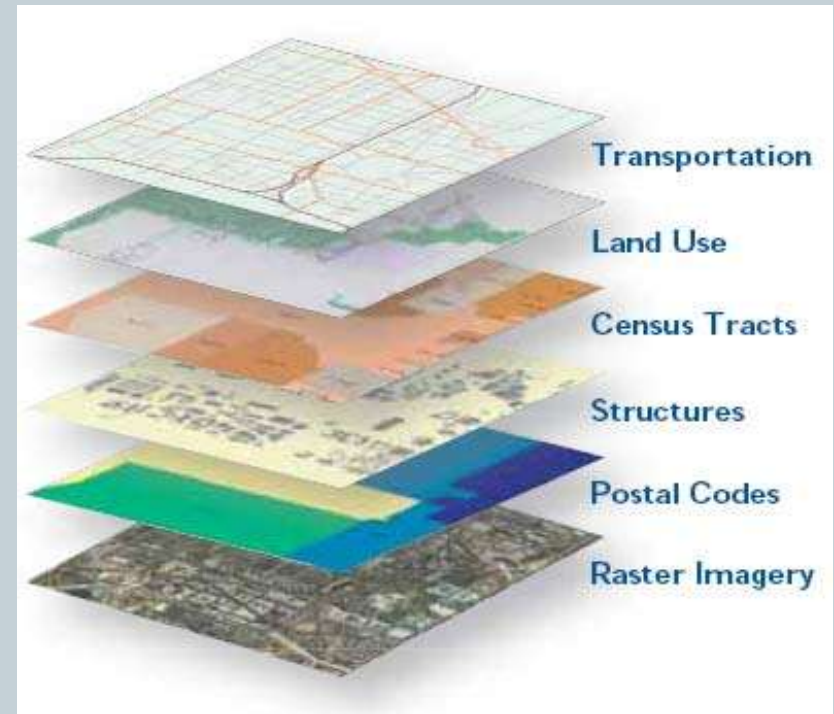 Transportation
Land Use
Census Tracts
Structures
Postal Codes
Raster Imagery